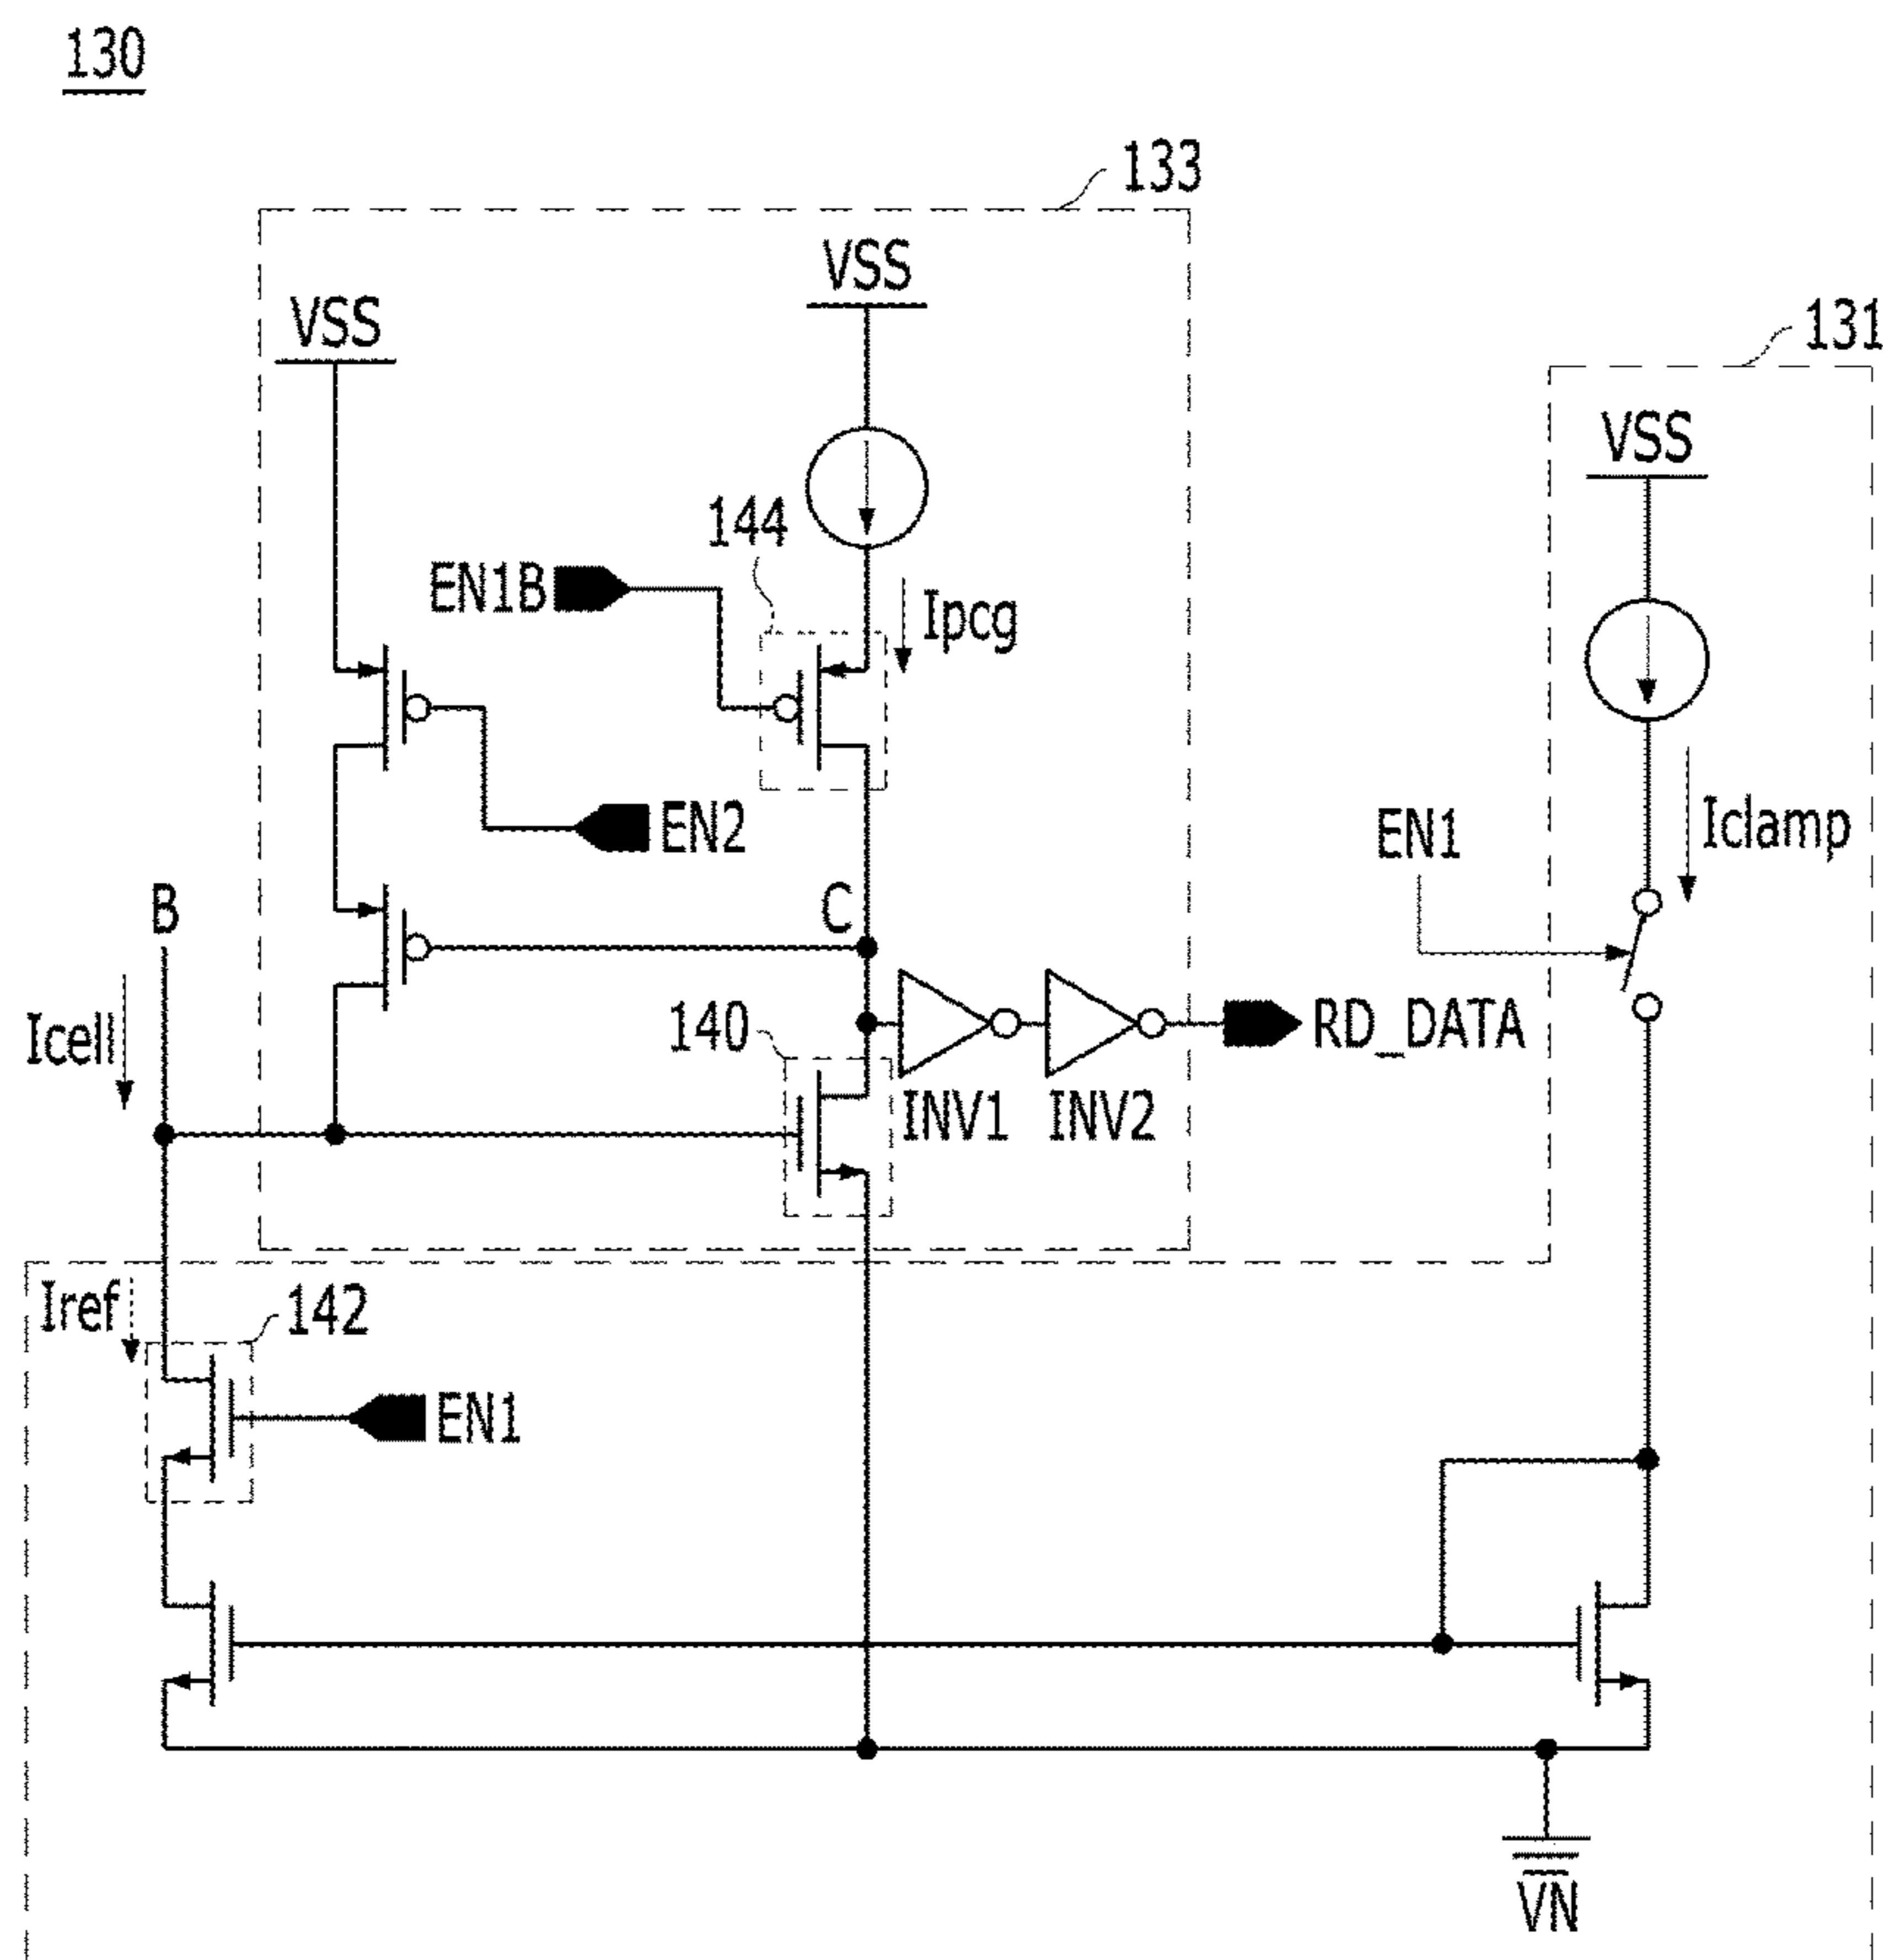 130
133
VSS
VSS
131
VSS
144
EN1B
Ipcg
EN2
EN1
Iclamp
B
C
Icell
140
RD_DATA
INV1
INV2
Iref
142
EN1
VN